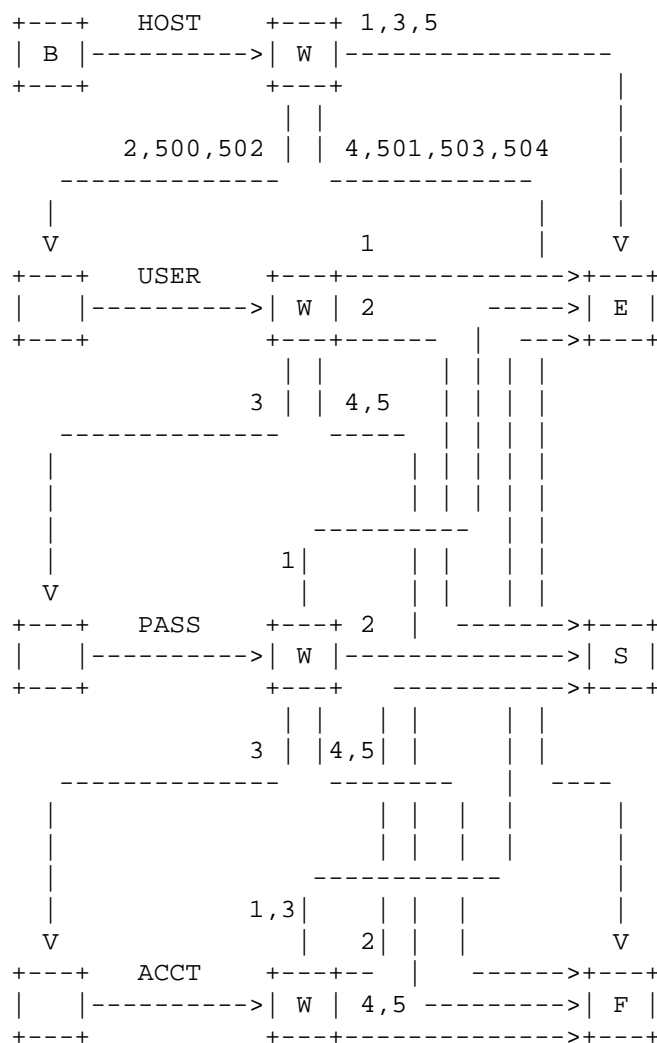 HOST 1,3,5
B W
2,500,502 4,501,503,504
V 1 V
USER
W 2 E
3 4,5
1
V
PASS 2
W S
3 4,5
1,3
V 2 V
ACCT
W 4,5 F